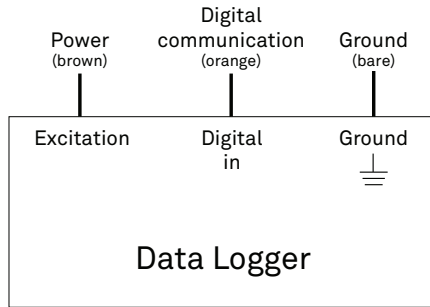 Power
(brown)
Digital
communication
(orange)
Ground
(bare)
Excitation
Digital
in
Ground
Data Logger